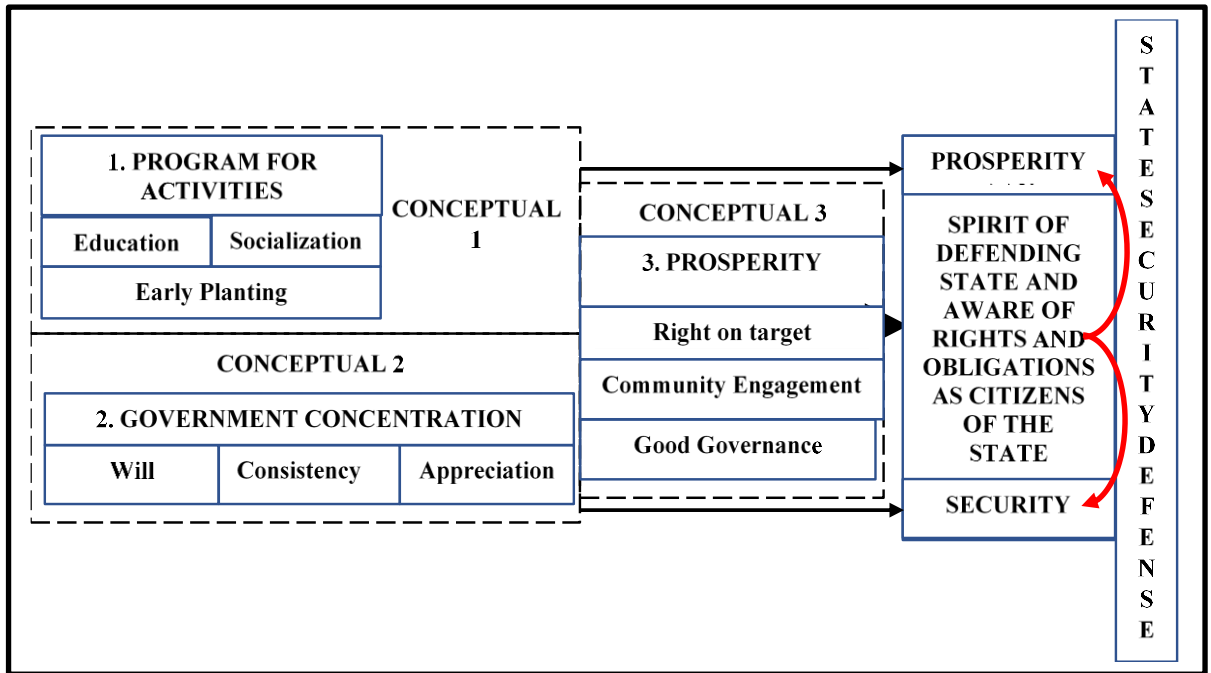 1. PROGRAM FOR
ACTIVITIES
Education
Socialization
Early Planting
CONCEPTUAL
1
CONCEPTUAL 2
2. GOVERNMENT CONCENTRATION
Will
Consistency
Appreciation
CONCEPTUAL 3
3. PROSPERITY
Right on target
Community Engagement
Good Governance
PROSPERITY
SPIRIT OF
DEFENDING
STATE AND
AWARE OF
RIGHTS AND
OBLIGATIONS
AS CITIZENS
OF THE
STATE
SECURITY
S
T
A
T
E
S
E
C
U
R
I
T
Y
D
E
F
E
N
S
E